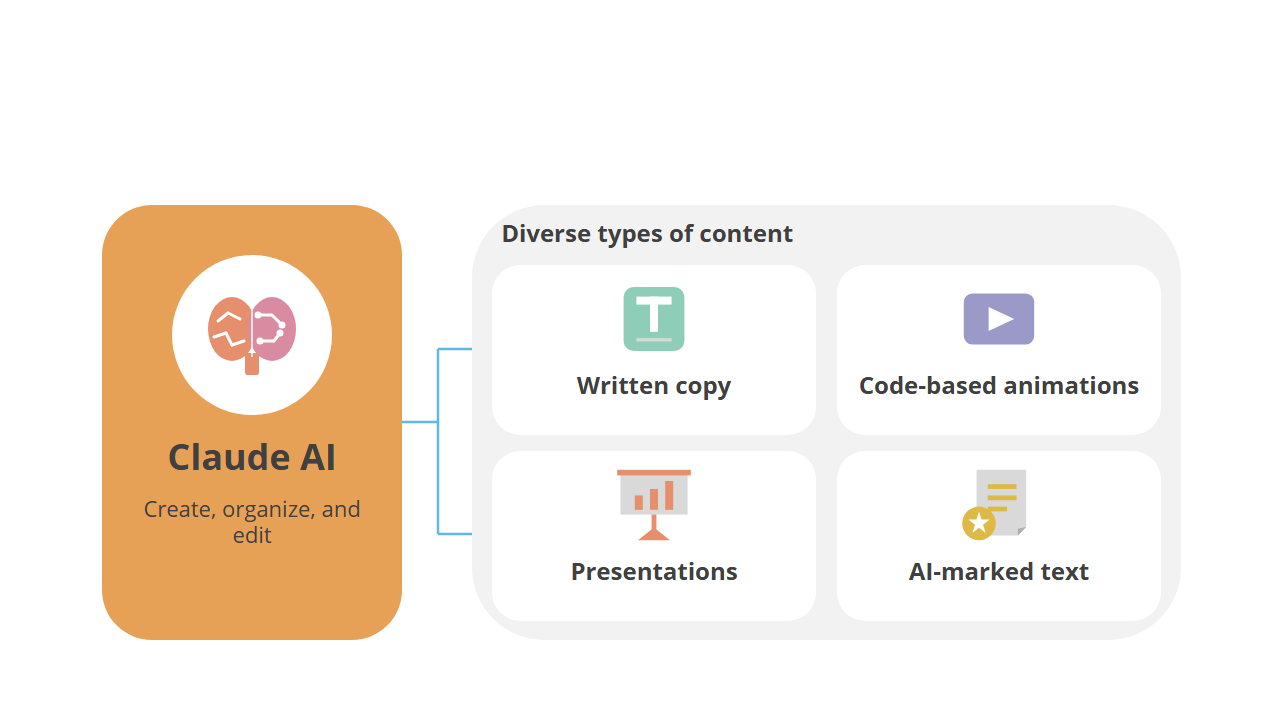 Claude AI
Create, organize, and
edit
Diverse types of content
Written copy
Code-based animations
Presentations
AI-marked text